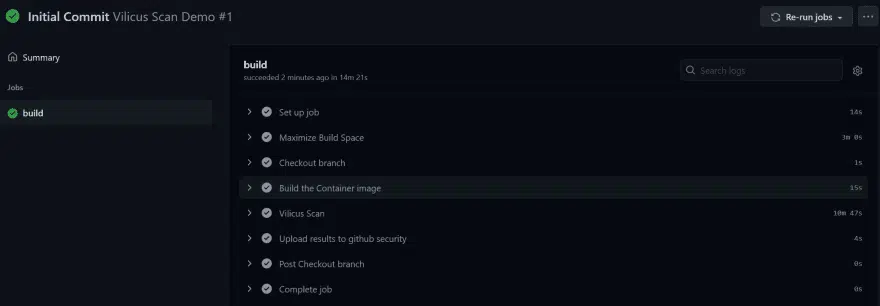 Initial Commit Vilicus Scan Demo #1
Re-run jobs
Summary
Jobs
build
build
succeeded 2 minutes ago in 14m 21s
Search logs
Set up job 14s
Maximize Build Space 3m 0s
Checkout branch 1s
Build the Container image 15s
Vilicus Scan 10m 47s
Upload results to github security 4s
Post Checkout branch 0s
Complete job 0s